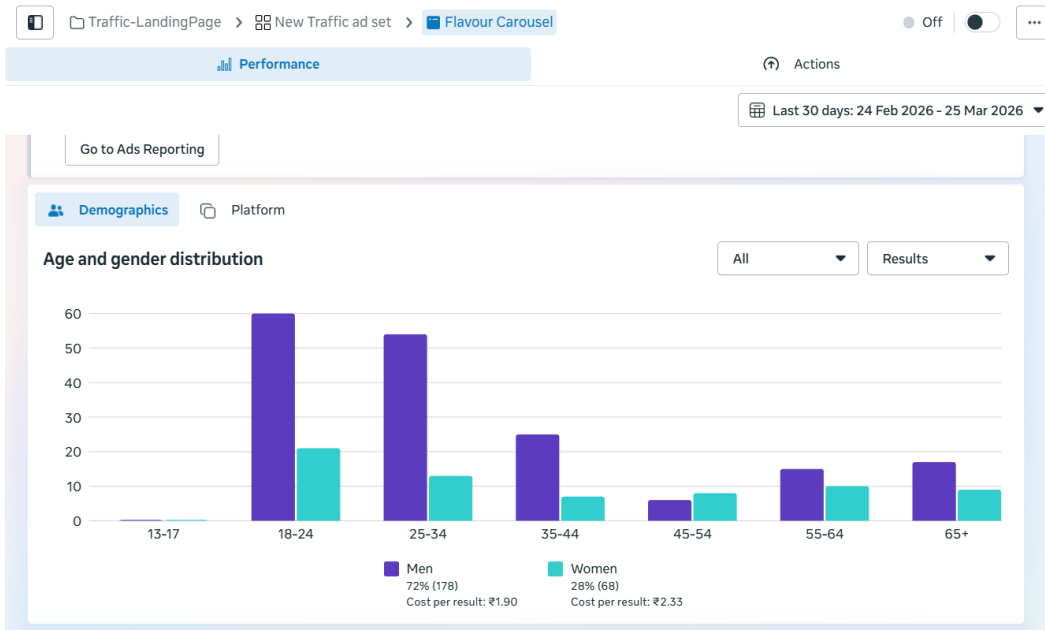 Traffic-LandingPage > New Traffic ad set > Flavour Carousel Off ...
Performance Actions
Last 30 days: 24 Feb 2026 - 25 Mar 2026
Go to Ads Reporting
Demographics Platform
Age and gender distribution All Results
60
50
40
30
20
10
0
13-17 18-24 25-34 35-44 45-54 55-64 65+
Men Women
72% (178) 28% (68)
Cost per result: ₹1.90 Cost per result: ₹2.33